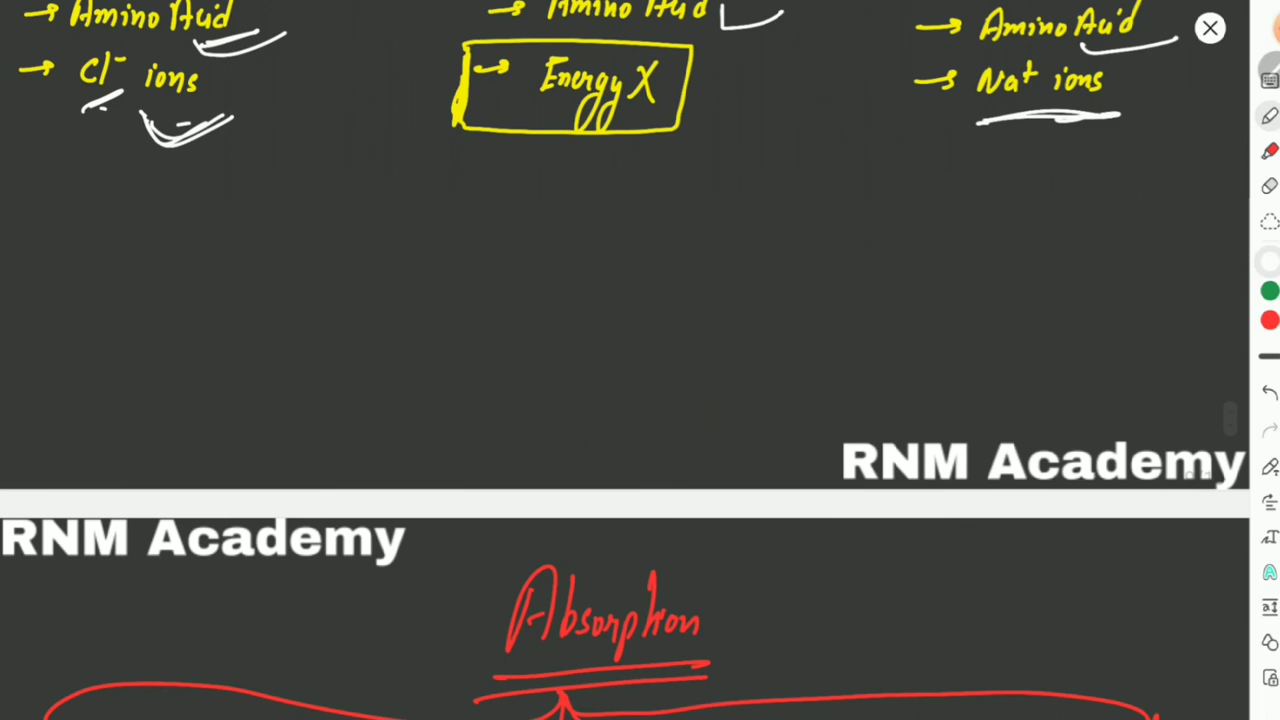 → Amino Acid
→ Cl⁻ ions
→ Amino Acid
→ Energy X
→ Amino Acid
→ Na⁺ ions
RNM Academy
RNM Academy
Absorption